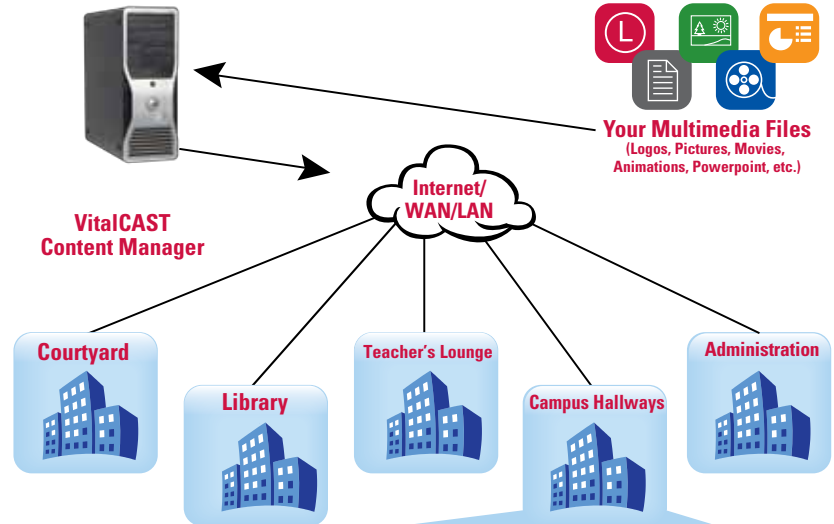 L
Your Multimedia Files
(Logos, Pictures, Movies,
Animations, Powerpoint, etc.)
Internet/
WAN/LAN
VitalCAST
Content Manager
Courtyard
Library
Teacher's Lounge
Campus Hallways
Administration